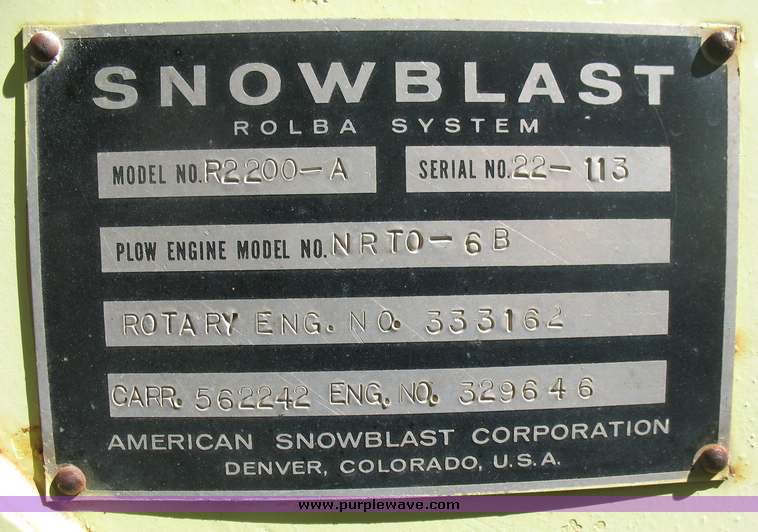 SNOWBLAST
ROLBA SYSTEM
MODEL NO. R2200-A SERIAL NO. 22-113
PLOW ENGINE MODEL NO. NRTO-6B
ROTARY ENG. NO. 333162
CARR. 562242 ENG. NO. 329646
AMERICAN SNOWBLAST CORPORATION
DENVER, COLORADO, U.S.A.
www.purplewave.com